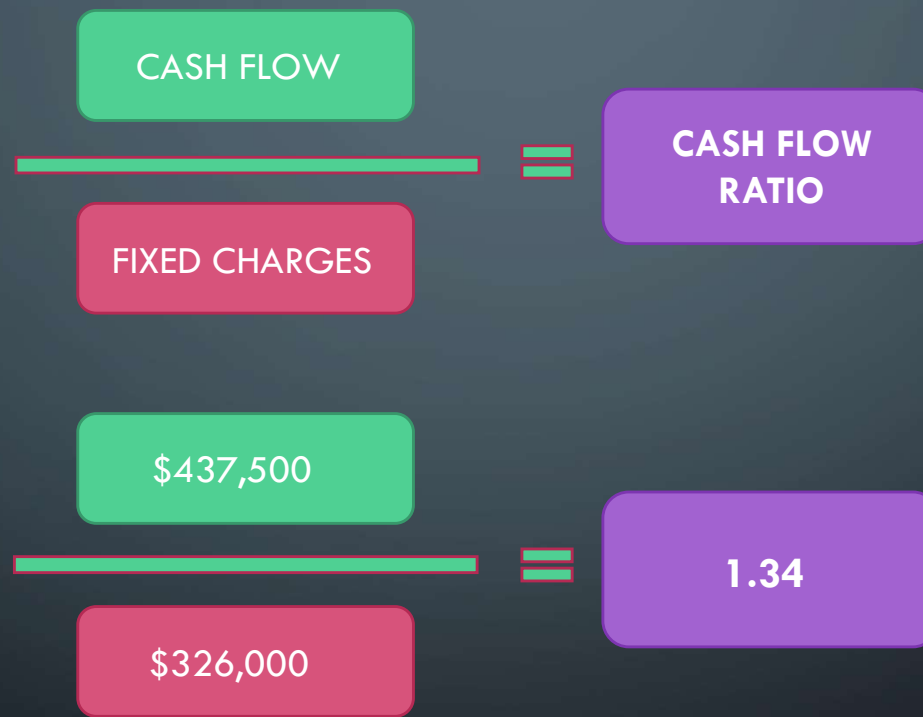 CASH FLOW
FIXED CHARGES
CASH FLOW
RATIO
$437,500
$326,000
1.34